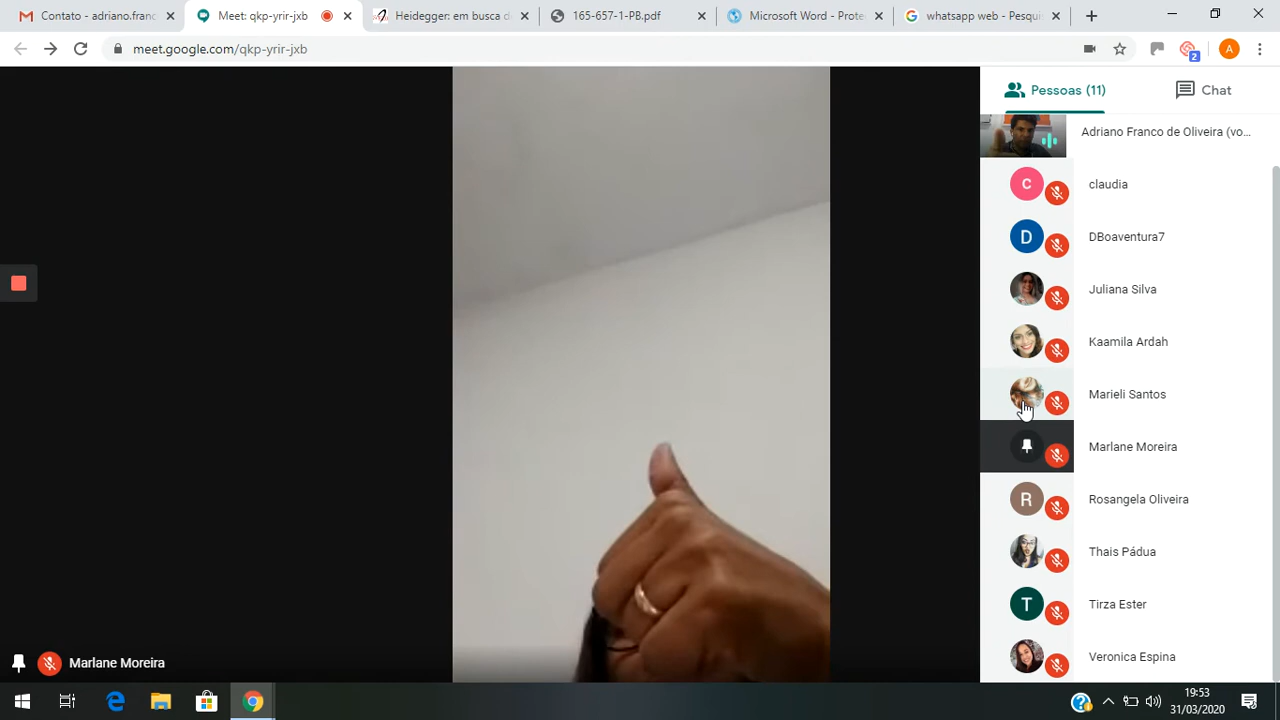 Contato - adriano.franc
Meet: qkp-yrir-jxb
Heidegger: em busca da
165-657-1-PB.pdf
Microsoft Word - Prote
whatsapp web - Pesqui
meet.google.com/qkp-yrir-jxb
2
A
Pessoas (11)
Chat
Adriano Franco de Oliveira (vo...
C claudia
D DBoaventura7
Juliana Silva
Kaamila Ardah
Marieli Santos
Marlane Moreira
R Rosangela Oliveira
Thais Pádua
T Tirza Ester
Veronica Espina
Marlane Moreira
19:53
31/03/2020